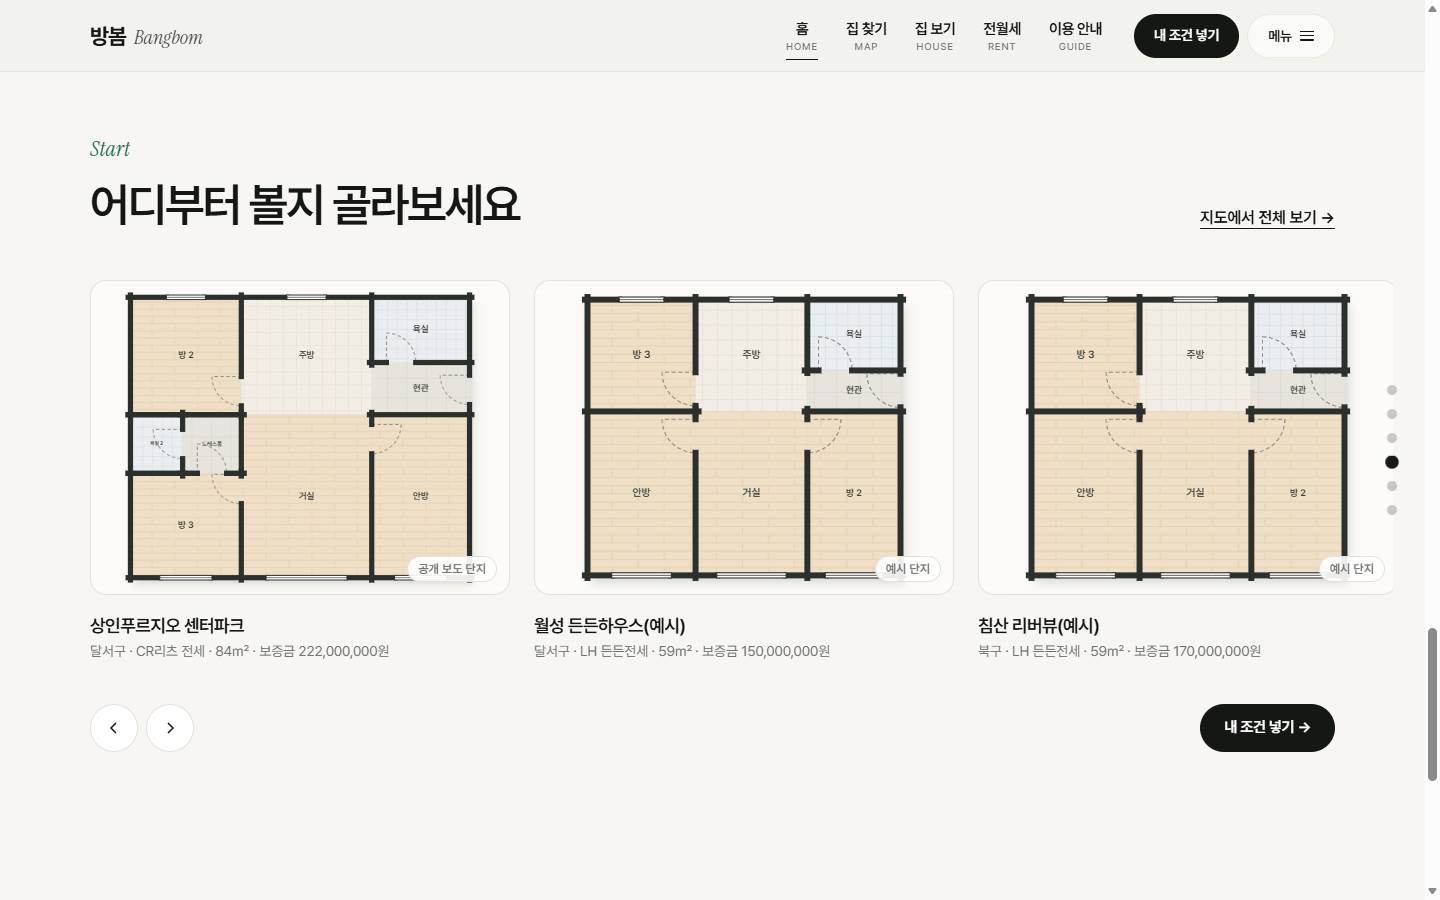 방봄 Bangbom
홈 집 찾기 집 보기 전월세 이용 안내
HOME MAP HOUSE RENT GUIDE
내 조건 넣기
메뉴
Start
어디부터 볼지 골라보세요
지도에서 전체 보기 →
방 2
주방
욕실
현관
욕실 2
드레스룸
방 3
거실
안방
공개 보도 단지
방 3
주방
욕실
현관
안방
거실
방 2
예시 단지
방 3
주방
욕실
현관
안방
거실
방 2
예시 단지
상인푸르지오 센터파크
달서구 · CR리츠 전세 · 84m² · 보증금 222,000,000원
월성 든든하우스(예시)
달서구 · LH 든든전세 · 59m² · 보증금 150,000,000원
침산 리버뷰(예시)
북구 · LH 든든전세 · 59m² · 보증금 170,000,000원
내 조건 넣기 →